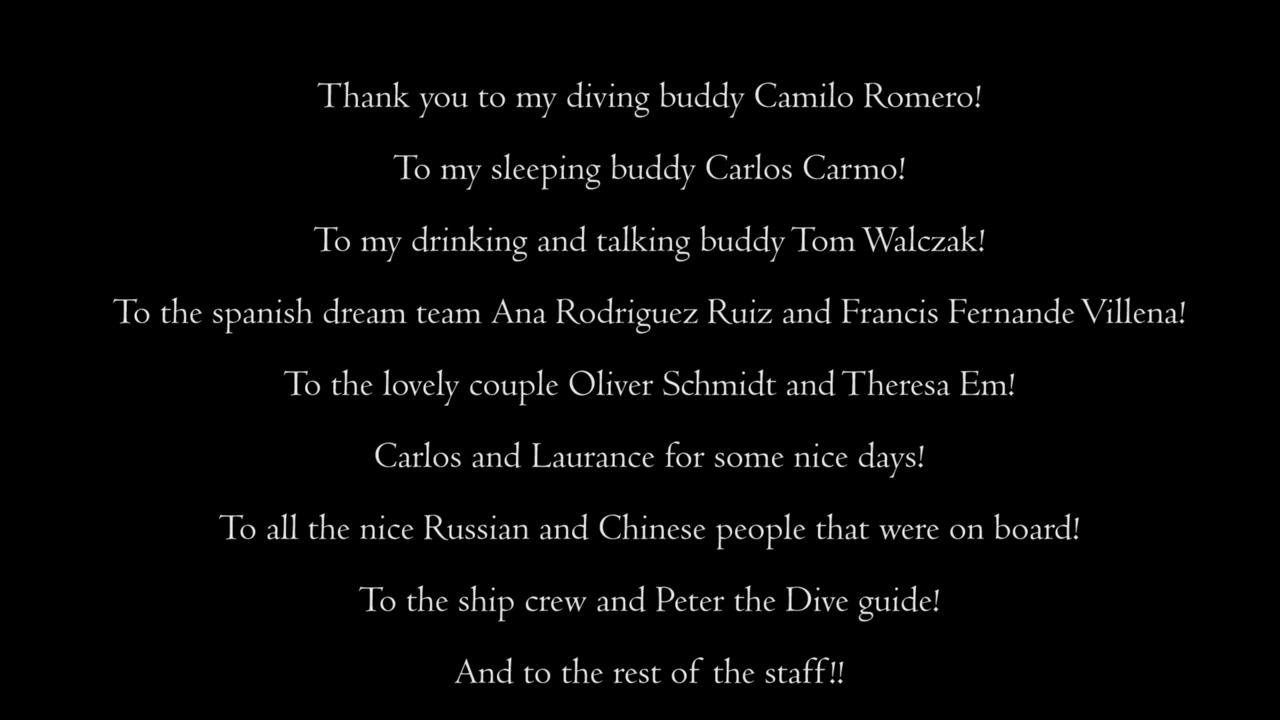 Thank you to my diving buddy Camilo Romero!
To my sleeping buddy Carlos Carmo!
To my drinking and talking buddy Tom Walczak!
To the spanish dream team Ana Rodriguez Ruiz and Francis Fernande Villena!
To the lovely couple Oliver Schmidt and Theresa Em!
Carlos and Laurance for some nice days!
To all the nice Russian and Chinese people that were on board!
To the ship crew and Peter the Dive guide!
And to the rest of the staff!!